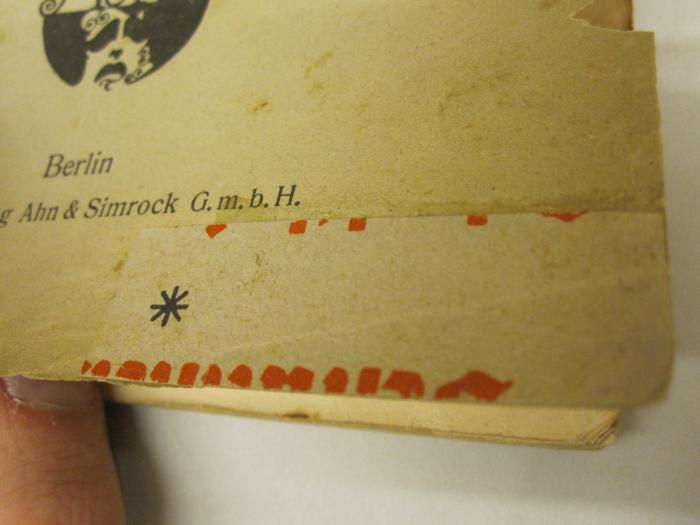 Berlin
g Ahn & Simrock G.m.b.H.
*